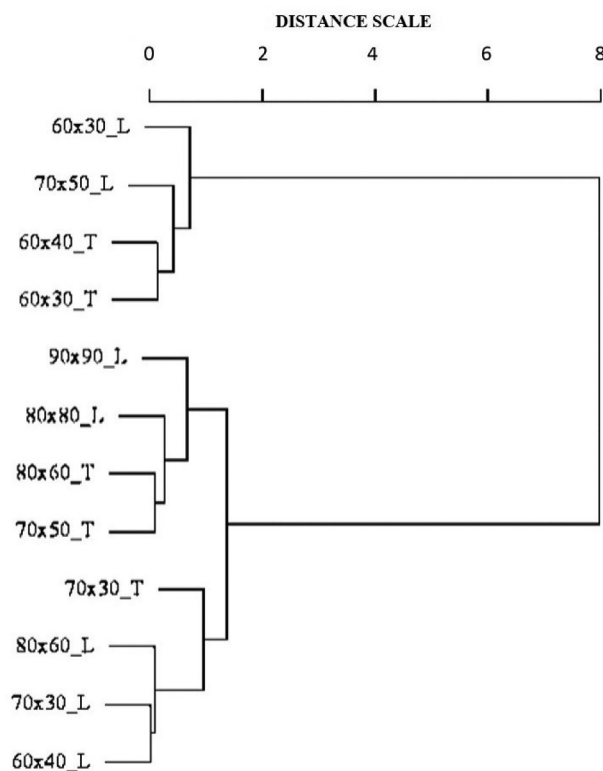 DISTANCE SCALE
0 2 4 6 8
60x30_L
70x50_L
60x40_T
60x30_T
90x90_L
80x80_L
80x60_T
70x50_T
70x30_T
80x60_L
70x30_L
60x40_L